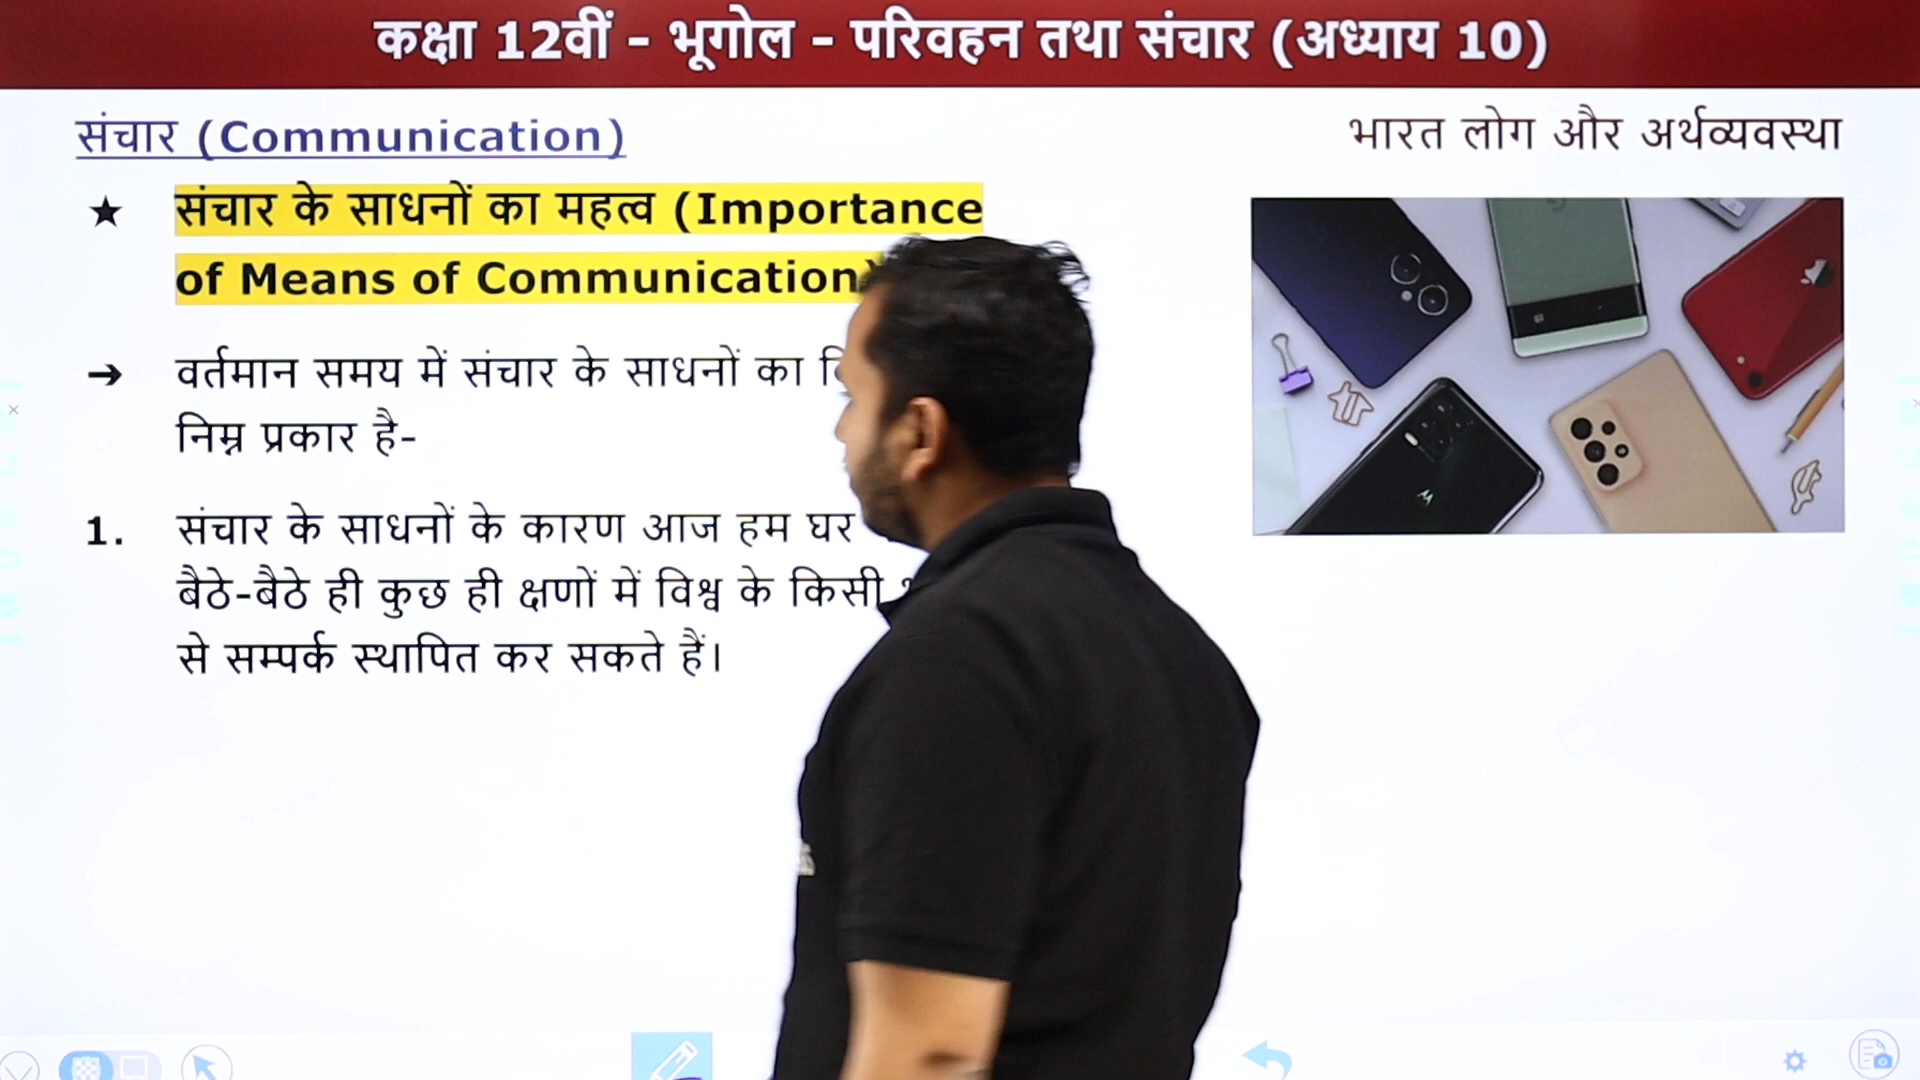 कक्षा 12वीं - भूगोल - परिवहन तथा संचार (अध्याय 10)
संचार (Communication)
भारत लोग और अर्थव्यवस्था
★ संचार के साधनों का महत्व (Importance
of Means of Communication)
➔ वर्तमान समय में संचार के साधनों का
निम्न प्रकार है-
1. संचार के साधनों के कारण आज हम घर
बैठे-बैठे ही कुछ ही क्षणों में विश्व के किसी
से सम्पर्क स्थापित कर सकते हैं।